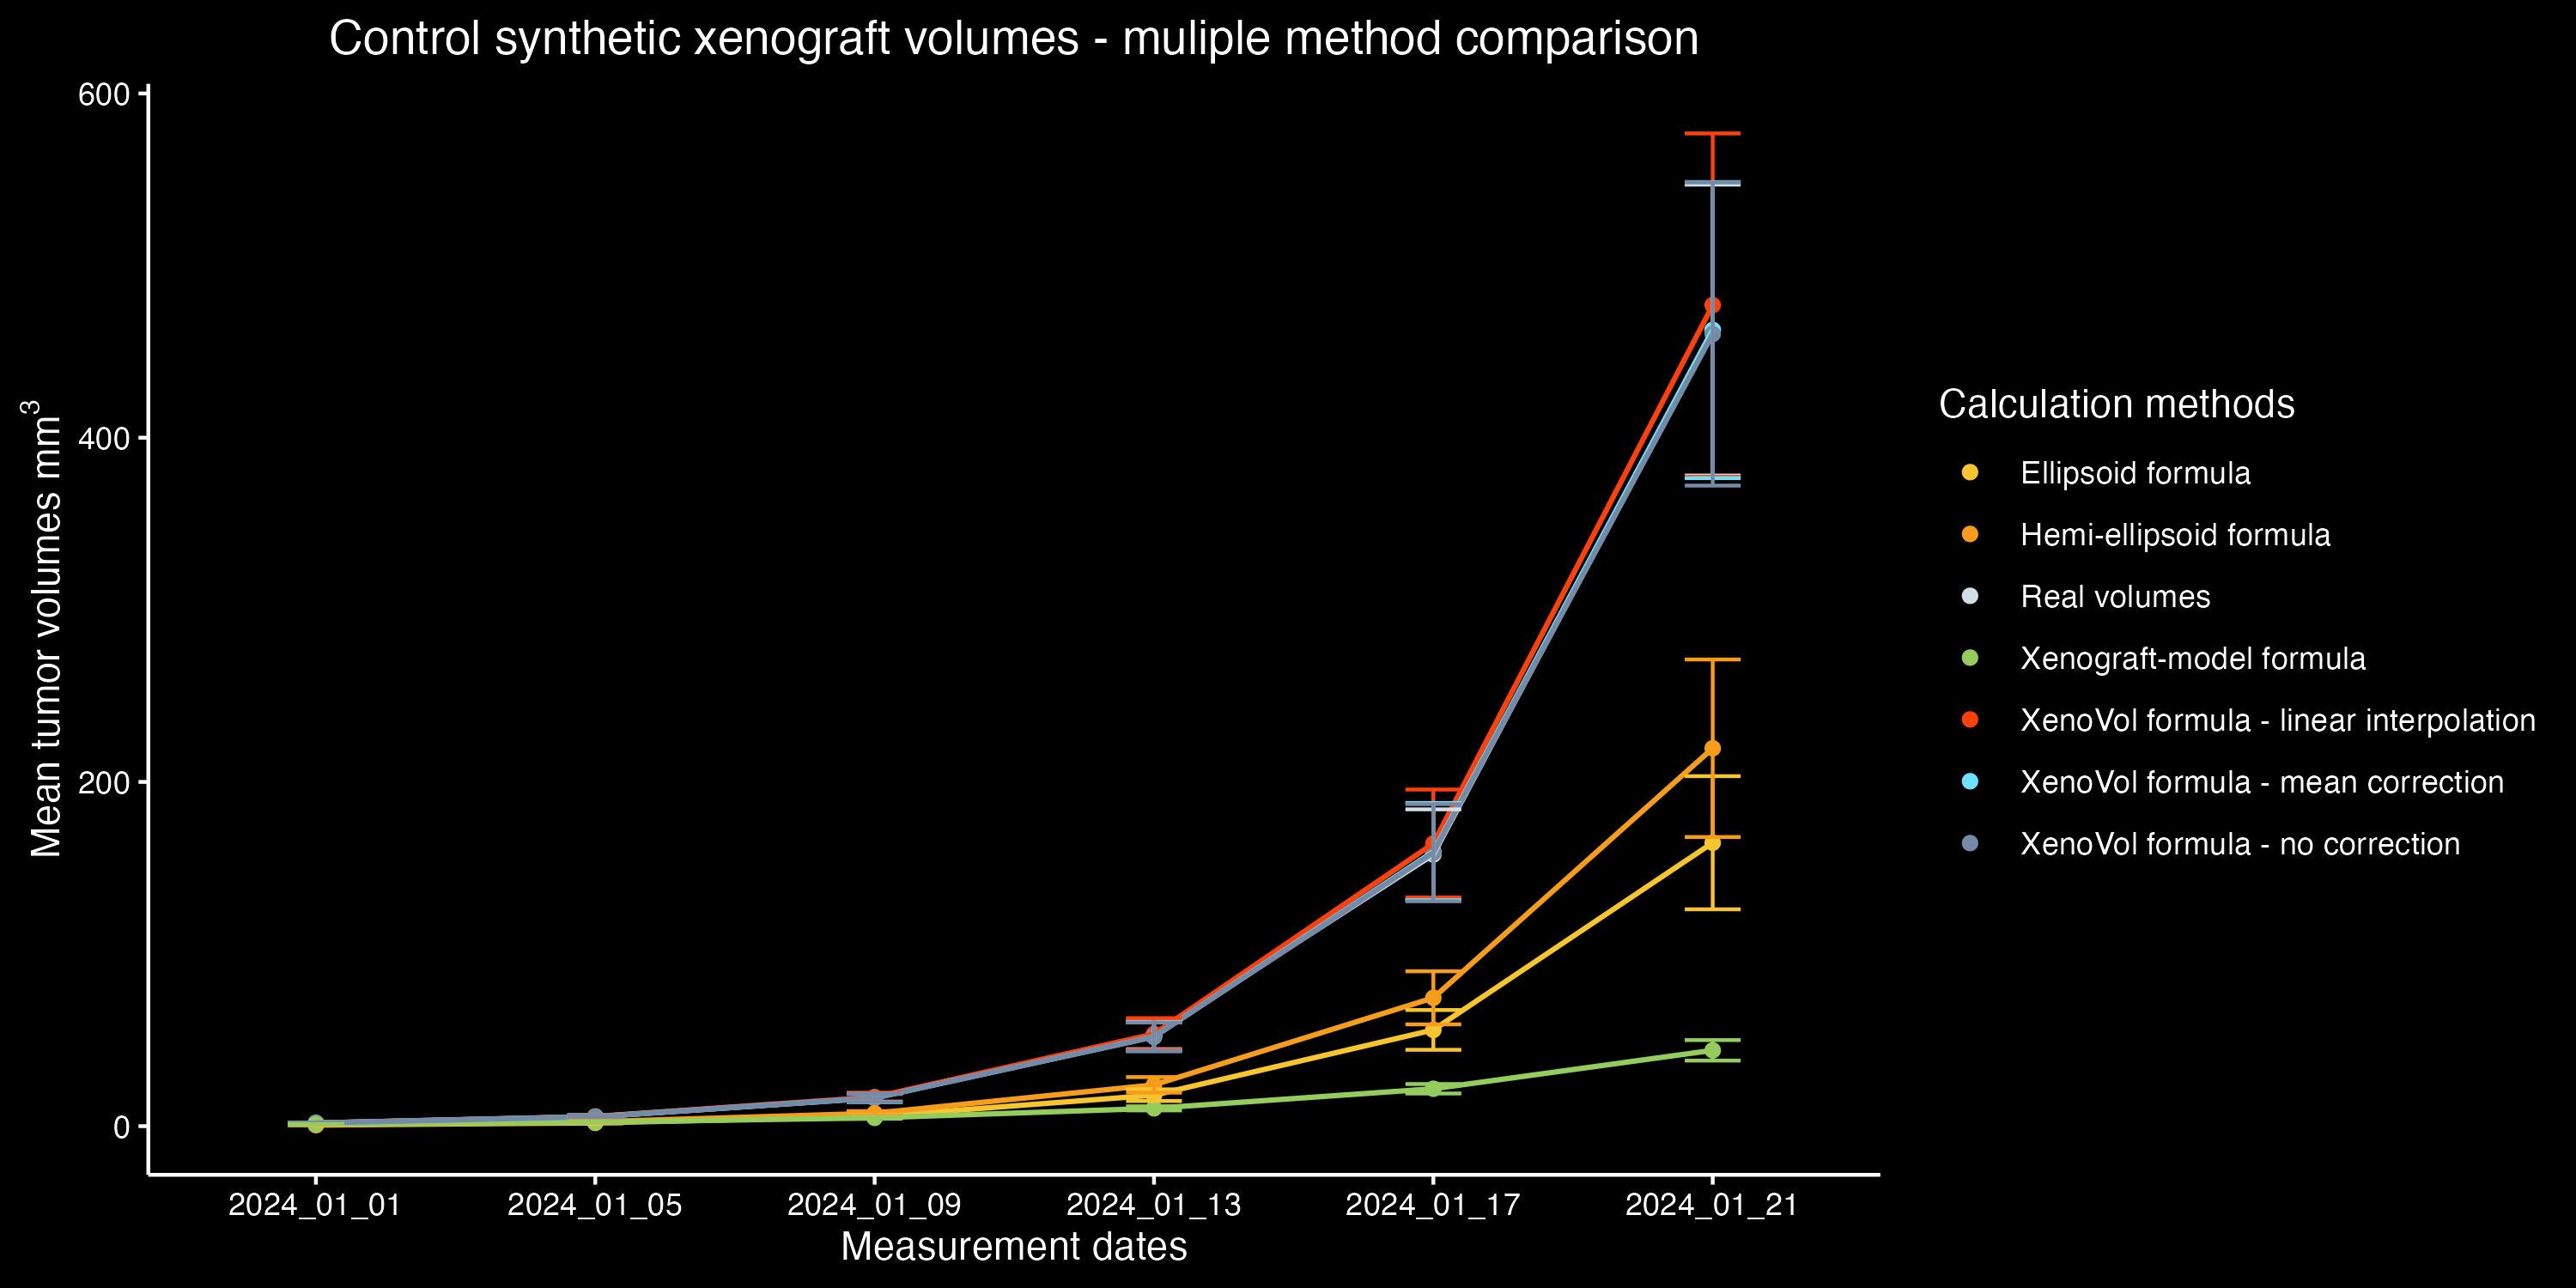 Control synthetic xenograft volumes - muliple method comparison
600
400
200
0
Mean tumor volumes mm³
2024_01_01
2024_01_05
2024_01_09
2024_01_13
2024_01_17
2024_01_21
Measurement dates
Calculation methods
Ellipsoid formula
Hemi-ellipsoid formula
Real volumes
Xenograft-model formula
XenoVol formula - linear interpolation
XenoVol formula - mean correction
XenoVol formula - no correction